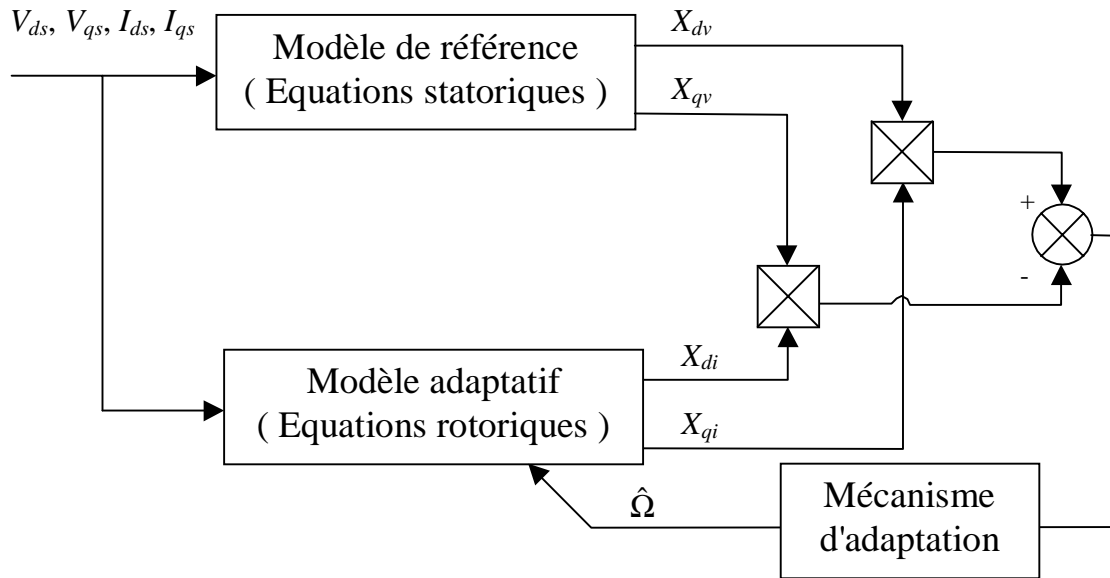 V_ds, V_qs, I_ds, I_qs
Modèle de référence
( Equations statoriques )
X_dv
X_qv
+
-
Modèle adaptatif
( Equations rotoriques )
X_di
X_qi
Ω̂
Mécanisme
d'adaptation